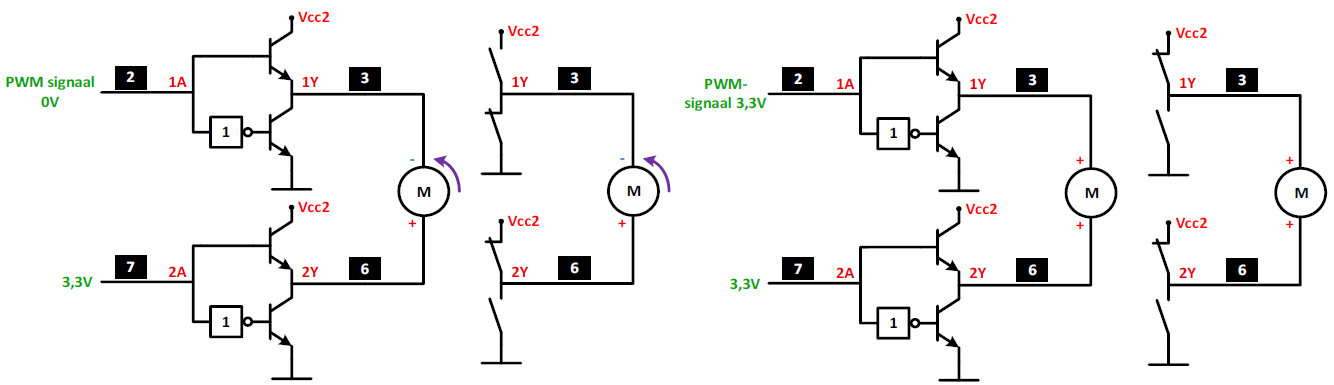 Vcc2
Vcc2
2
PWM signaal
0V
1A
1Y
3
1Y
3
1
-
-
M
M
Vcc2
+
Vcc2
+
7
3,3V
2A
2Y
6
2Y
6
1
Vcc2
Vcc2
2
PWM-
signaal 3,3V
1A
1Y
3
1Y
3
1
+
+
M
M
Vcc2
+
Vcc2
+
7
3,3V
2A
2Y
6
2Y
6
1